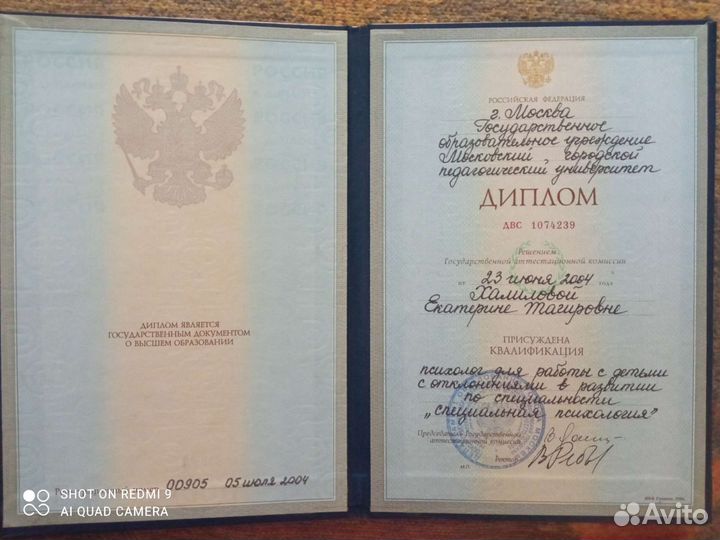 ДИПЛОМ ЯВЛЯЕТСЯ
ГОСУДАРСТВЕННЫМ ДОКУМЕНТОМ
О ВЫСШЕМ ОБРАЗОВАНИИ
00905 05 июля 2004
SHOT ON REDMI 9
AI QUAD CAMERA
РОССИЙСКАЯ ФЕДЕРАЦИЯ
г. Москва
Государственное
образовательное учреждение
Московский городской
педагогический университет
ДИПЛОМ
ДВС 1074239
Решением
Государственной аттестационной комиссии
от 23 июня 2004 года
Халиловой
Екатерине Тагировне
ПРИСУЖДЕНА
КВАЛИФИКАЦИЯ
психолог для работы с детьми
с отклонениями в развитии
по специальности
„специальная психология"
Председатель Государственной
аттестационной комиссии
Ректор
М.П.
Avito